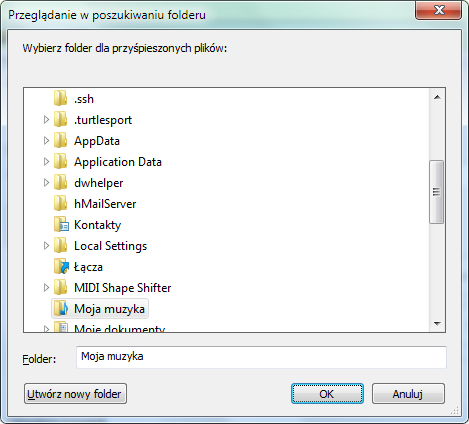 Przeglądanie w poszukiwaniu folderu
Wybierz folder dla przyśpieszonych plików:
.ssh
.turtlesport
AppData
Application Data
dwhelper
hMailServer
Kontakty
Local Settings
Łącza
MIDI Shape Shifter
Moja muzyka
Moje dokumenty
Folder: Moja muzyka
Utwórz nowy folder OK Anuluj